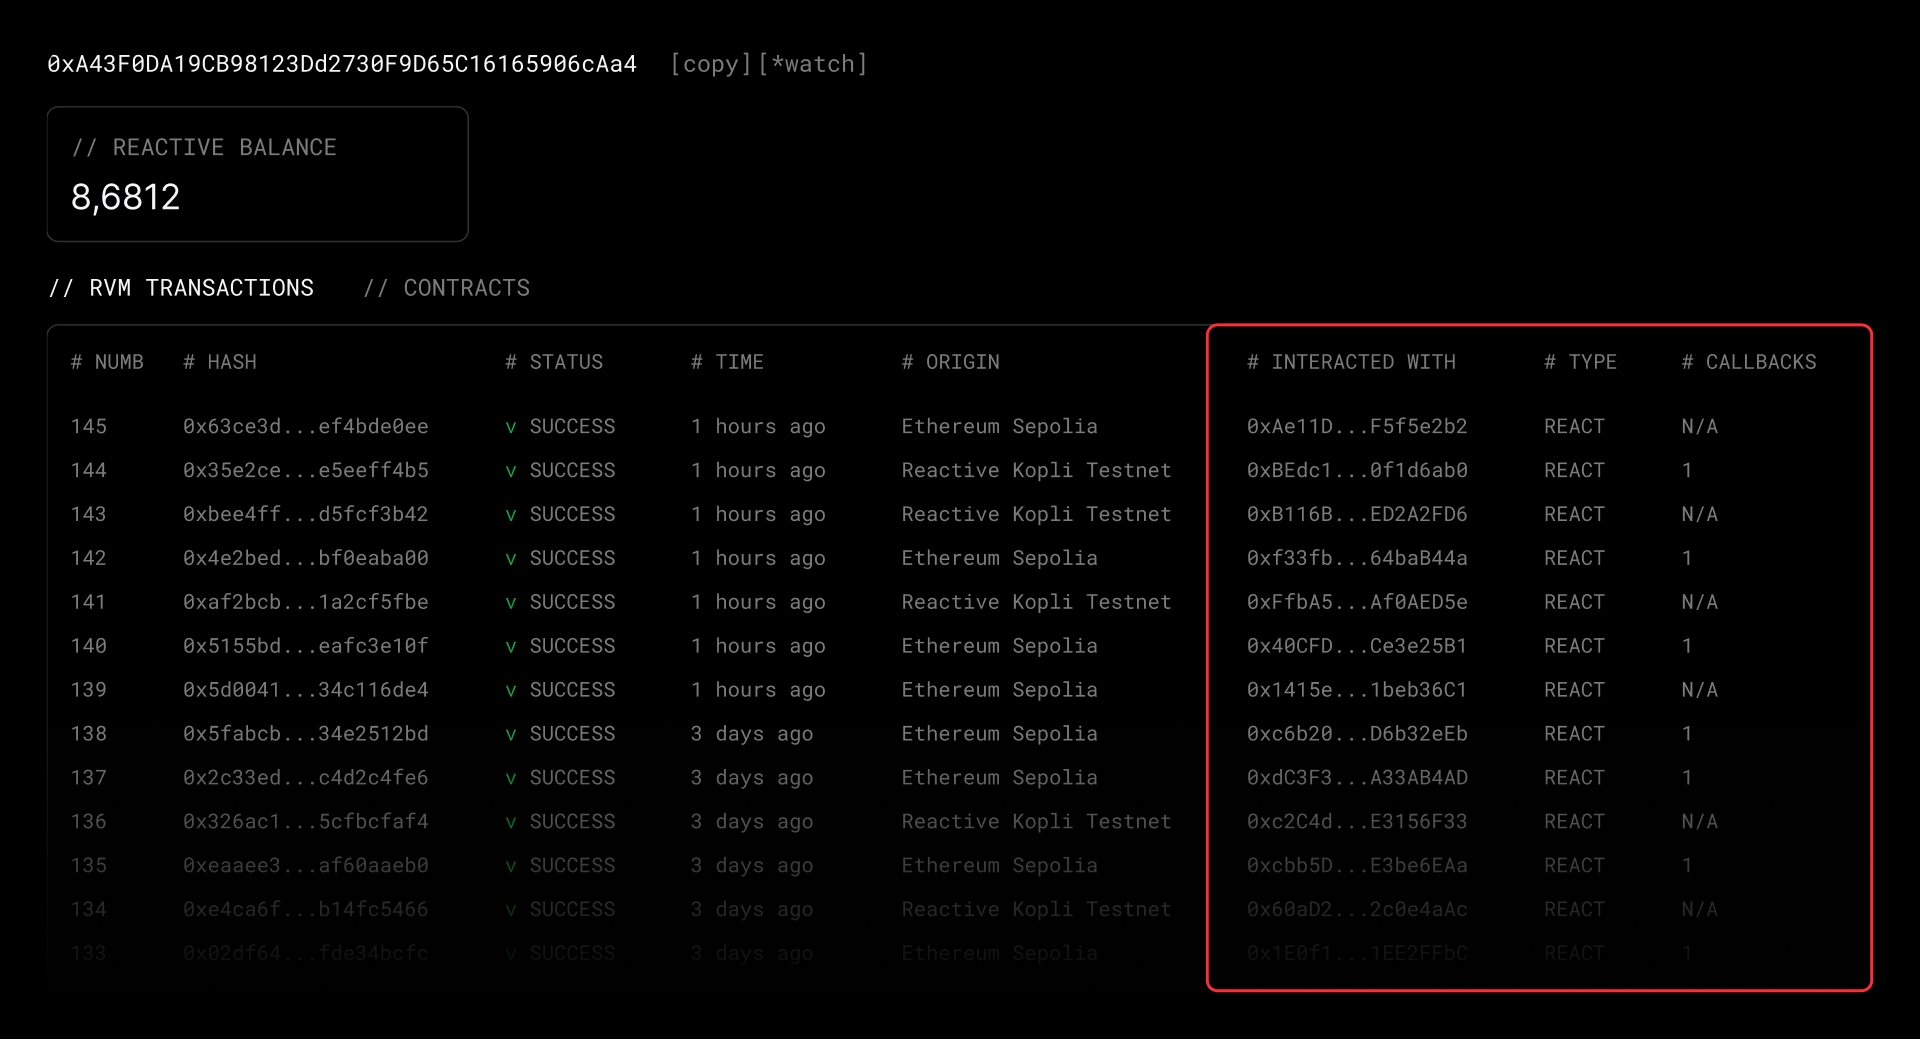 0xA43F0DA19CB98123Dd2730F9D65C16165906cAa4 [copy][*watch]
// REACTIVE BALANCE
8,6812
// RVM TRANSACTIONS // CONTRACTS
# NUMB # HASH # STATUS # TIME # ORIGIN # INTERACTED WITH # TYPE # CALLBACKS
145 0x63ce3d...ef4bde0ee v SUCCESS 1 hours ago Ethereum Sepolia 0xAe11D...F5f5e2b2 REACT N/A
144 0x35e2ce...e5eeff4b5 v SUCCESS 1 hours ago Reactive Kopli Testnet 0xBEdc1...0f1d6ab0 REACT 1
143 0xbee4ff...d5fcf3b42 v SUCCESS 1 hours ago Reactive Kopli Testnet 0xB116B...ED2A2FD6 REACT N/A
142 0x4e2bed...bf0eaba00 v SUCCESS 1 hours ago Ethereum Sepolia 0xf33fb...64baB44a REACT 1
141 0xaf2bcb...1a2cf5fbe v SUCCESS 1 hours ago Reactive Kopli Testnet 0xFfbA5...Af0AED5e REACT N/A
140 0x5155bd...eafc3e10f v SUCCESS 1 hours ago Ethereum Sepolia 0x40CFD...Ce3e25B1 REACT 1
139 0x5d0041...34c116de4 v SUCCESS 1 hours ago Ethereum Sepolia 0x1415e...1beb36C1 REACT N/A
138 0x5fabcb...34e2512bd v SUCCESS 3 days ago Ethereum Sepolia 0xc6b20...D6b32eEb REACT 1
137 0x2c33ed...c4d2c4fe6 v SUCCESS 3 days ago Ethereum Sepolia 0xdC3F3...A33AB4AD REACT 1
136 0x326ac1...5cfbcfaf4 v SUCCESS 3 days ago Reactive Kopli Testnet 0xc2C4d...E3156F33 REACT N/A
135 0xeaaee3...af60aaeb0 v SUCCESS 3 days ago Ethereum Sepolia 0xcbb5D...E3be6EAa REACT 1
134 0xe4ca6f...b14fc5466 v SUCCESS 3 days ago Reactive Kopli Testnet 0x60aD2...2c0e4aAc REACT N/A
133 0x02df64...fde34bcfc v SUCCESS 3 days ago Ethereum Sepolia 0x1E0f1...1EE2FFbC REACT 1